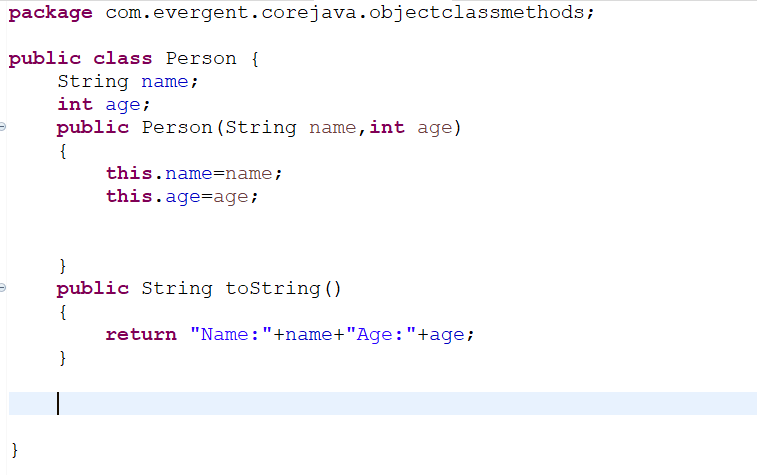 package com.evergent.corejava.objectclassmethods;
public class Person {
String name;
int age;
public Person(String name,int age)
{
this.name=name;
this.age=age;
}
public String toString()
{
return "Name:"+name+"Age:"+age;
}
}